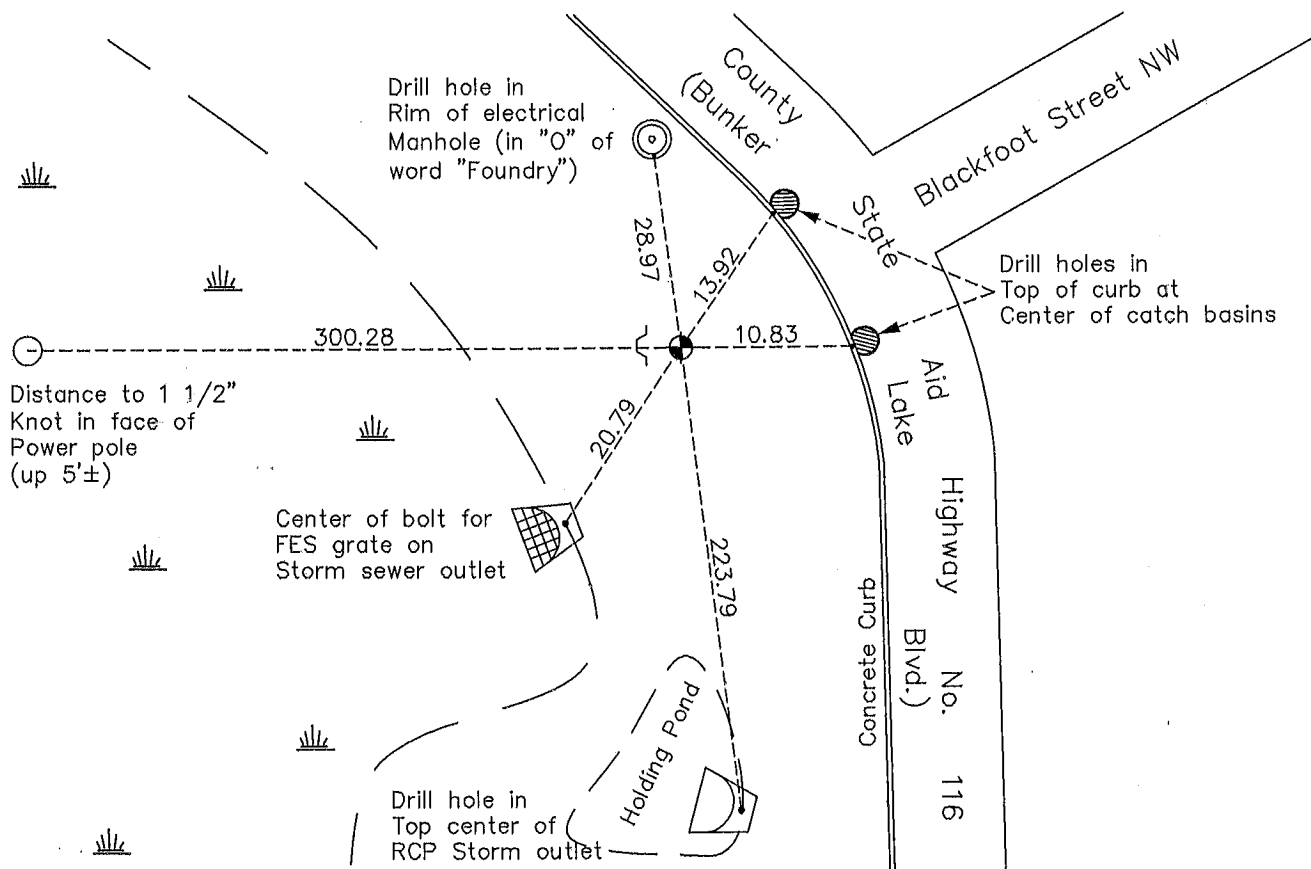 Drill hole in
Rim of electrical
Manhole (in "O" of
word "Foundry")
County
(Bunker
Blackfoot Street NW
State
28.97
13.92
Drill holes in
Top of curb at
Center of catch basins
300.28
10.83
Aid
Lake
Distance to 1 1/2"
Knot in face of
Power pole
(up 5'±)
20.79
Highway
Center of bolt for
FES grate on
Storm sewer outlet
223.79
Concrete Curb
Blvd.)
No.
116
Holding Pond
Drill hole in
Top center of
RCP Storm outlet